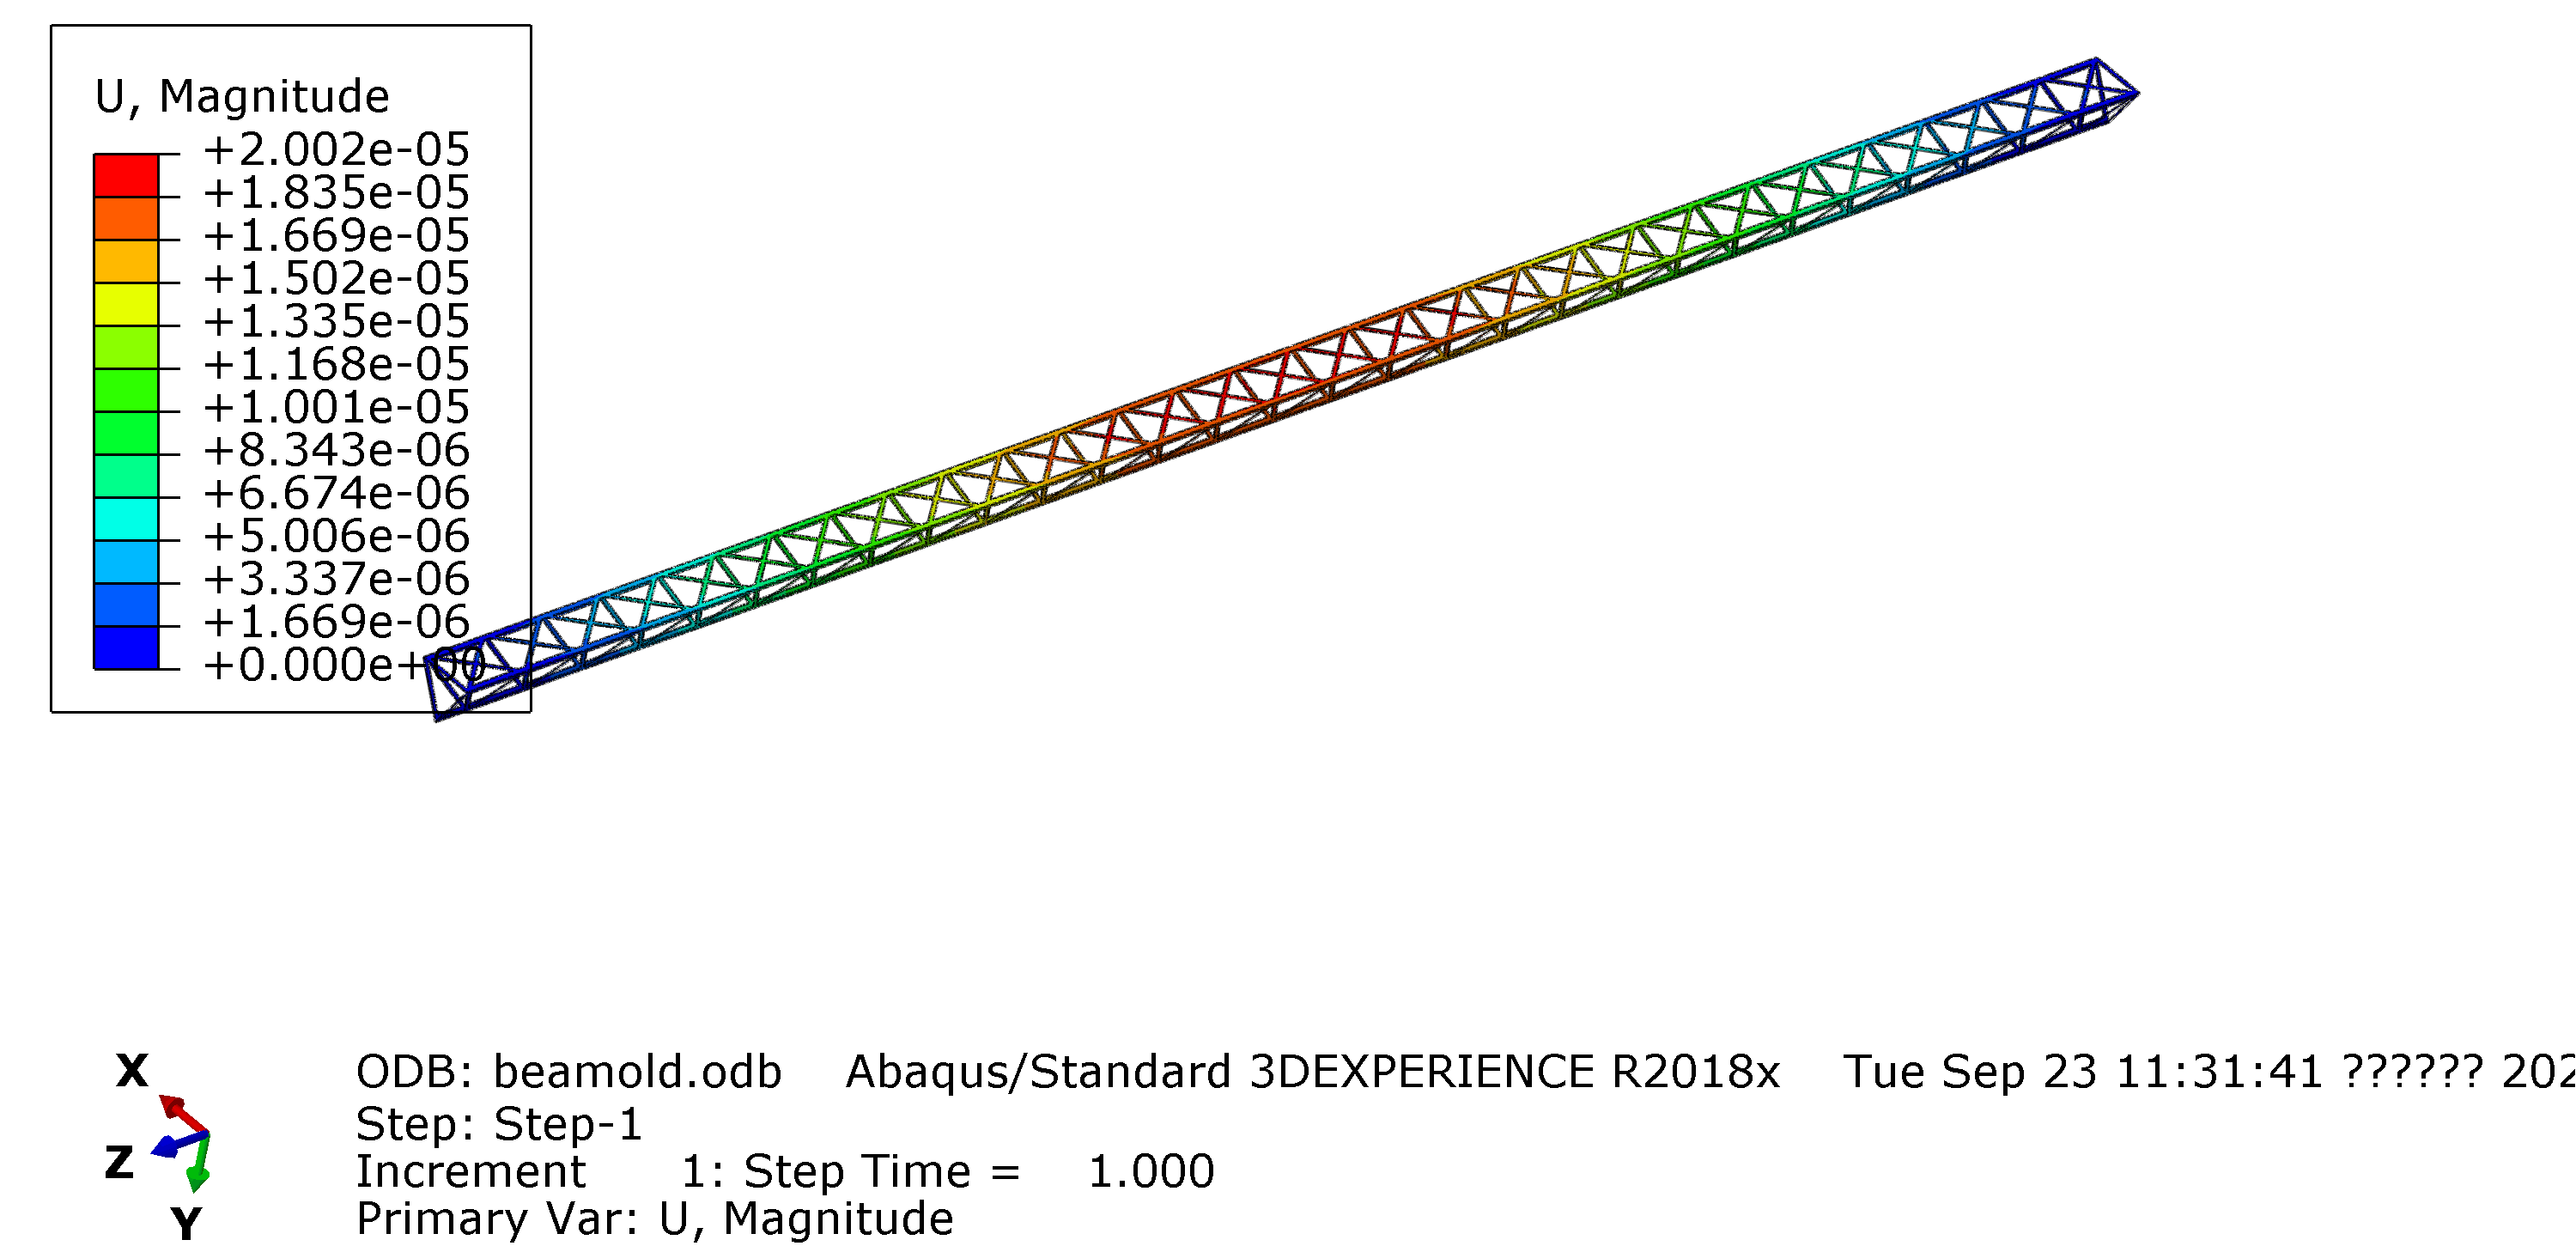 U, Magnitude
+2.002e-05
+1.835e-05
+1.669e-05
+1.502e-05
+1.335e-05
+1.168e-05
+1.001e-05
+8.343e-06
+6.674e-06
+5.006e-06
+3.337e-06
+1.669e-06
+0.000e+00
X
Z
Y
ODB: beamold.odb Abaqus/Standard 3DEXPERIENCE R2018x Tue Sep 23 11:31:41 ?????? 202
Step: Step-1
Increment 1: Step Time = 1.000
Primary Var: U, Magnitude